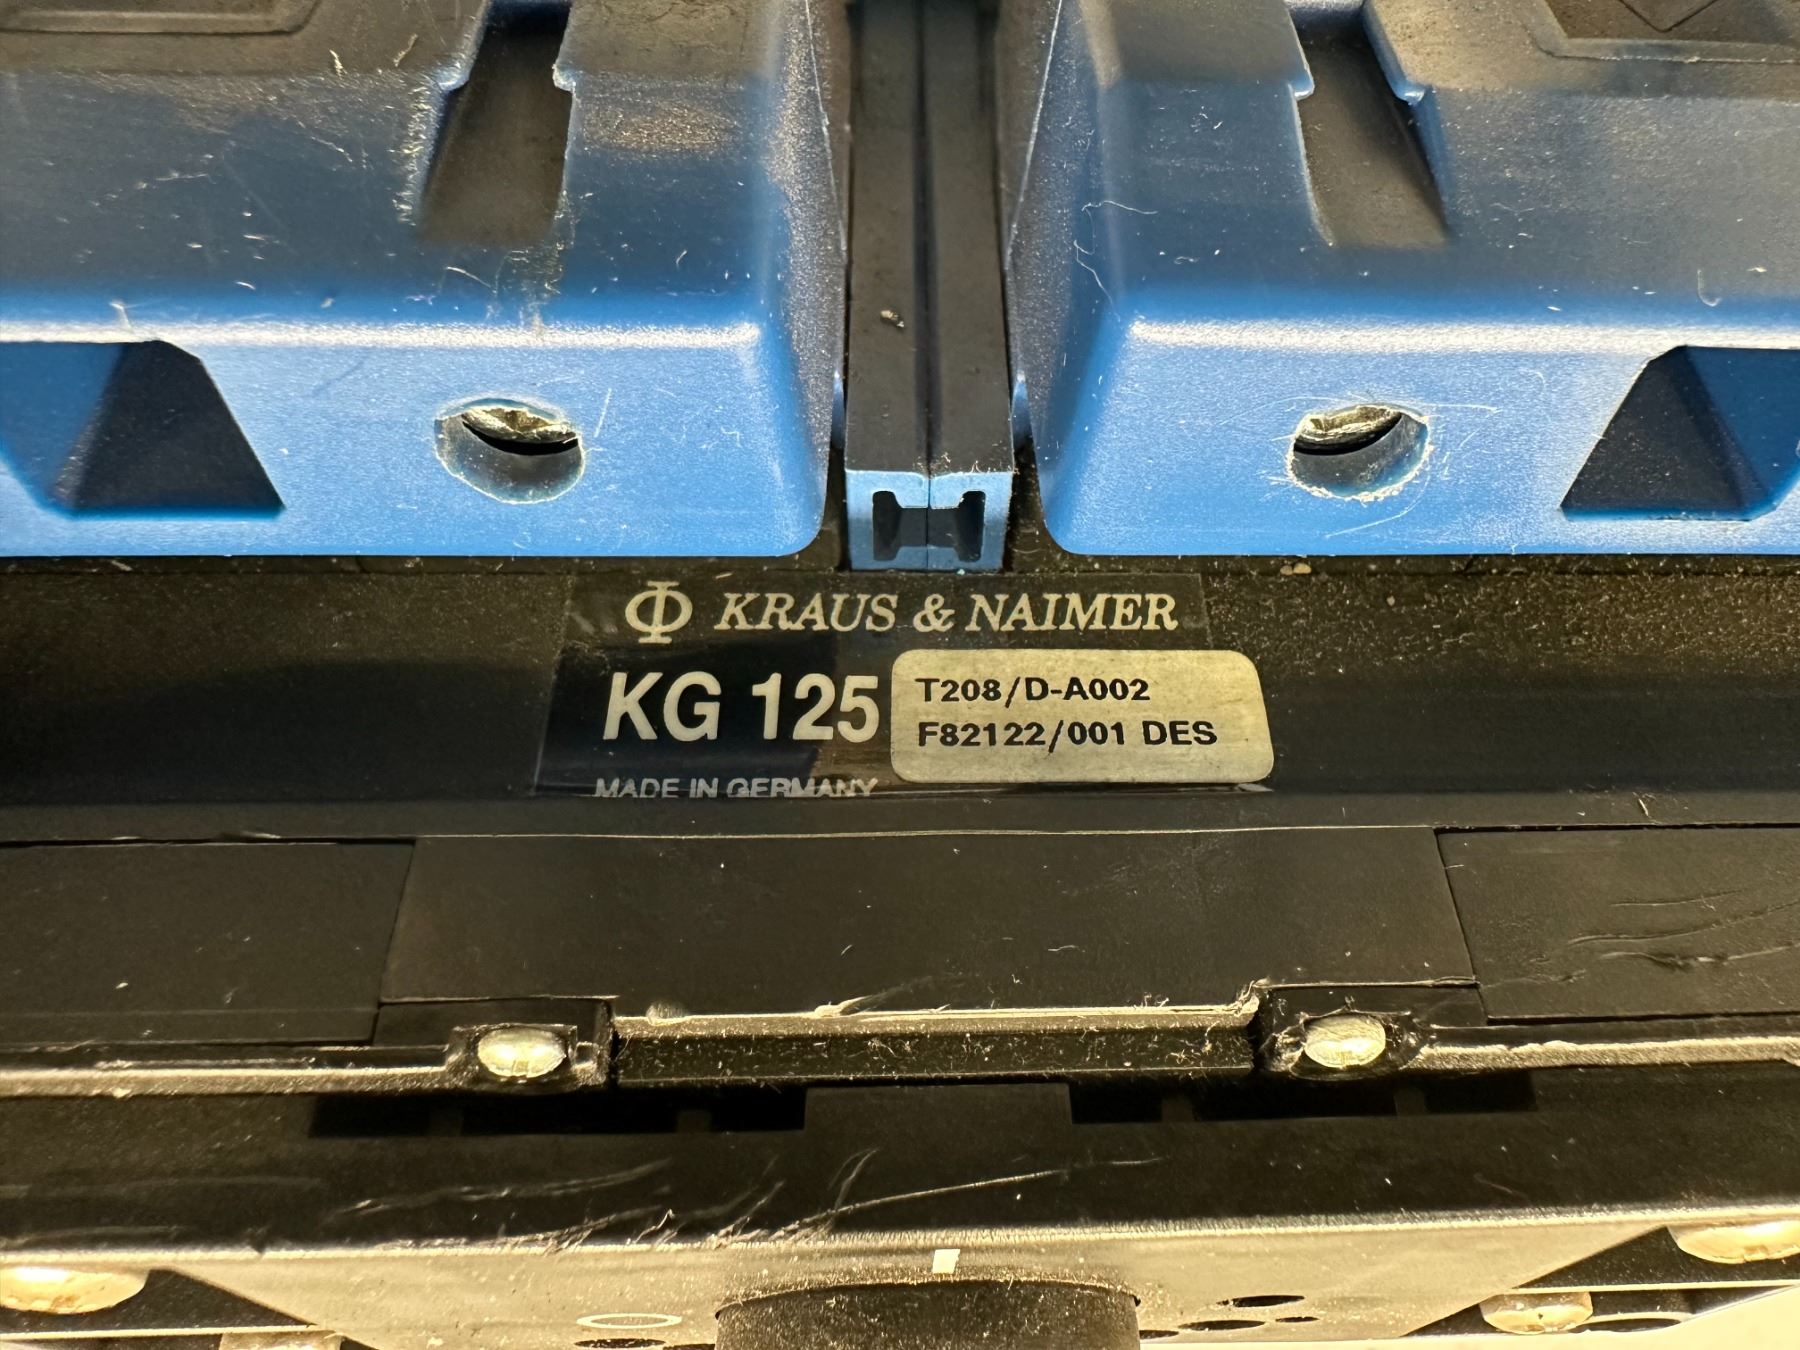 Φ KRAUS & NAIMER
KG 125
T208/D-A002
F82122/001 DES
MADE IN GERMANY